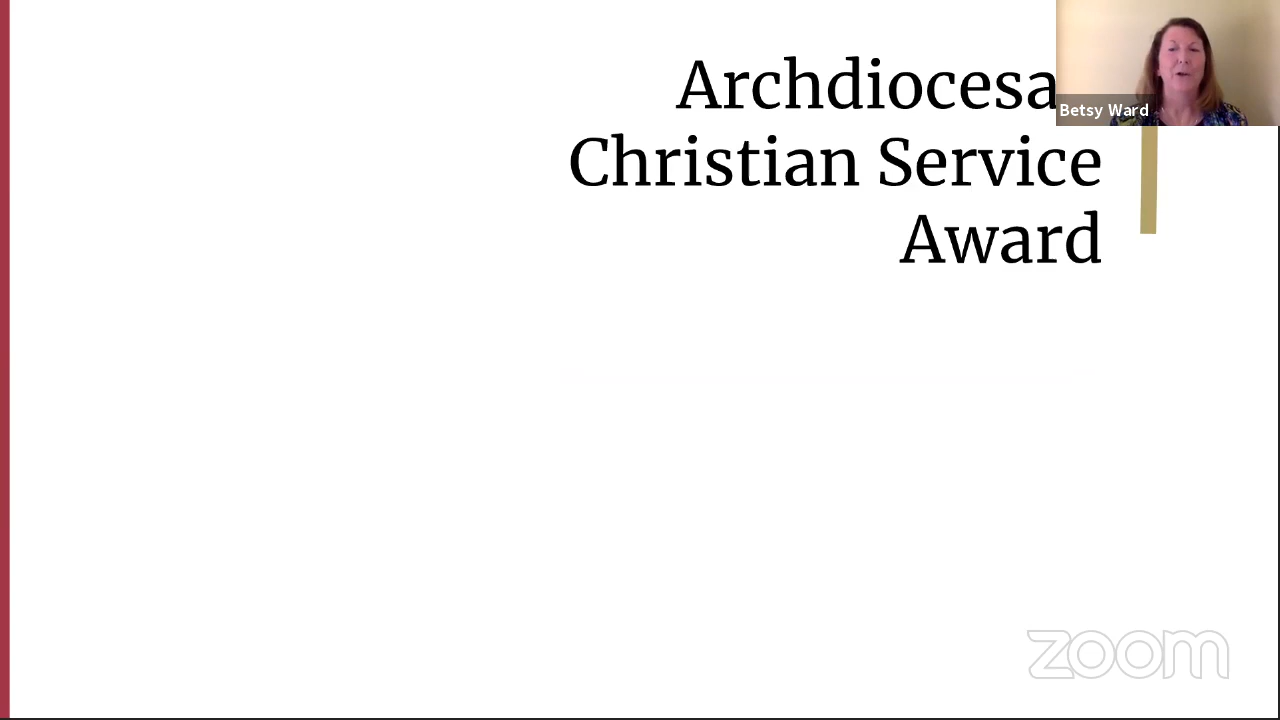 Archdiocesa
Christian Service
Award
Betsy Ward
zoom